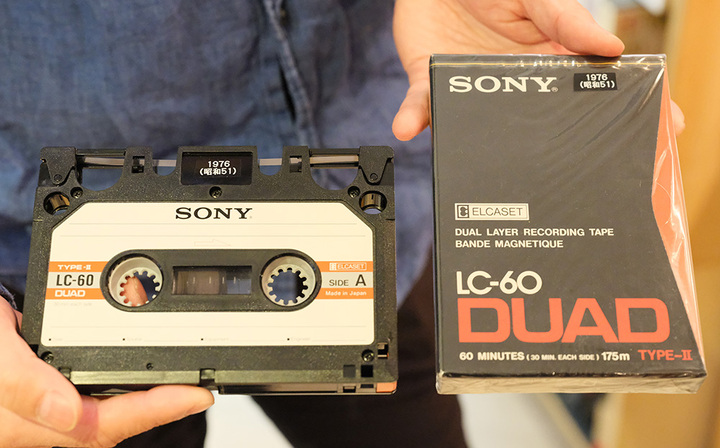 1976
(昭和51)
SONY
TYPE-II
LC-60
DUAD
ELCASET
SIDE A
Made in Japan
SONY
1976
(昭和51)
ELCASET
DUAL LAYER RECORDING TAPE
BANDE MAGNETIQUE
LC-60
DUAD
60 MINUTES (30 MIN. EACH SIDE) 175m TYPE-II